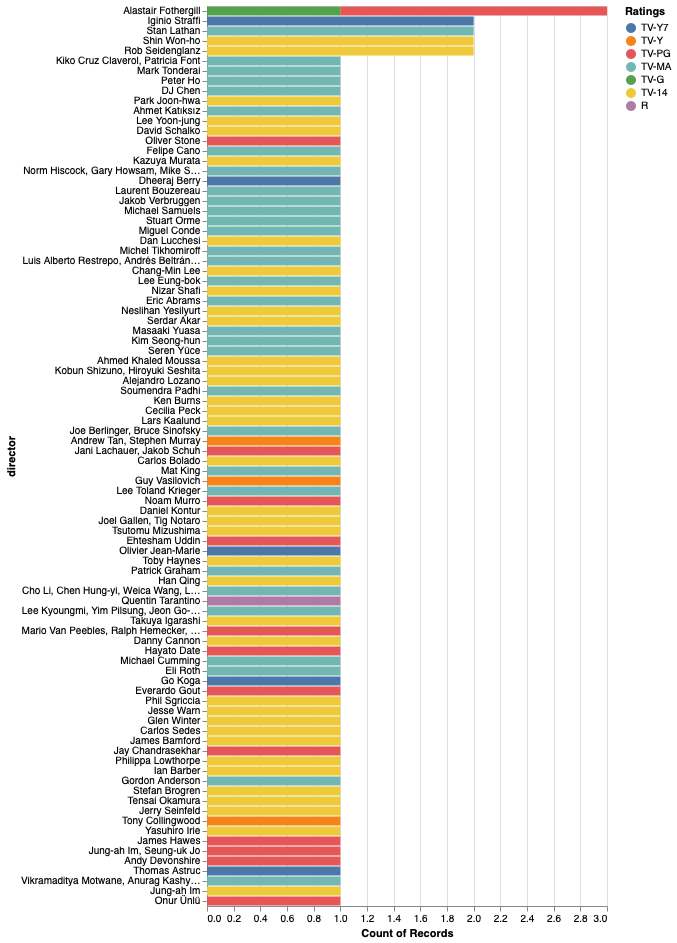 Alastair Fothergill
Iginio Straffi
Stan Lathan
Shin Won-ho
Rob Seidenglanz
Kiko Cruz Claverol, Patricia Font
Mark Tonderai
Peter Ho
DJ Chen
Park Joon-hwa
Ahmet Katıksız
Lee Yoon-jung
David Schalko
Oliver Stone
Felipe Cano
Kazuya Murata
Norm Hiscock, Gary Howsam, Mike S…
Dheeraj Berry
Laurent Bouzereau
Jakob Verbruggen
Michael Samuels
Stuart Orme
Miguel Conde
Dan Lucchesi
Michel Tikhomiroff
Luis Alberto Restrepo, Andrés Beltrán…
Chang-Min Lee
Lee Eung-bok
Nizar Shafi
Eric Abrams
Neslihan Yesilyurt
Serdar Akar
Masaaki Yuasa
Kim Seong-hun
Seren Yüce
Ahmed Khaled Moussa
Kobun Shizuno, Hiroyuki Seshita
Alejandro Lozano
Soumendra Padhi
Ken Burns
Cecilia Peck
Lars Kaalund
Joe Berlinger, Bruce Sinofsky
Andrew Tan, Stephen Murray
Jani Lachauer, Jakob Schuh
Carlos Bolado
Mat King
Guy Vasilovich
Lee Toland Krieger
Noam Murro
Daniel Kontur
Joel Gallen, Tig Notaro
Tsutomu Mizushima
Ehtesham Uddin
Olivier Jean-Marie
Toby Haynes
Patrick Graham
Han Qing
Cho Li, Chen Hung-yi, Weica Wang, L…
Quentin Tarantino
Lee Kyoungmi, Yim Pilsung, Jeon Go-…
Takuya Igarashi
Mario Van Peebles, Ralph Hemecker, …
Danny Cannon
Hayato Date
Michael Cumming
Eli Roth
Go Koga
Everardo Gout
Phil Sgriccia
Jesse Warn
Glen Winter
Carlos Sedes
James Bamford
Jay Chandrasekhar
Philippa Lowthorpe
Ian Barber
Gordon Anderson
Stefan Brogren
Tensai Okamura
Jerry Seinfeld
Tony Collingwood
Yasuhiro Irie
James Hawes
Jung-ah Im, Seung-uk Jo
Andy Devonshire
Thomas Astruc
Vikramaditya Motwane, Anurag Kashy…
Jung-ah Im
Onur Ünlü
director
0.0 0.2 0.4 0.6 0.8 1.0 1.2 1.4 1.6 1.8 2.0 2.2 2.4 2.6 2.8 3.0
Count of Records
Ratings
TV-Y7
TV-Y
TV-PG
TV-MA
TV-G
TV-14
R